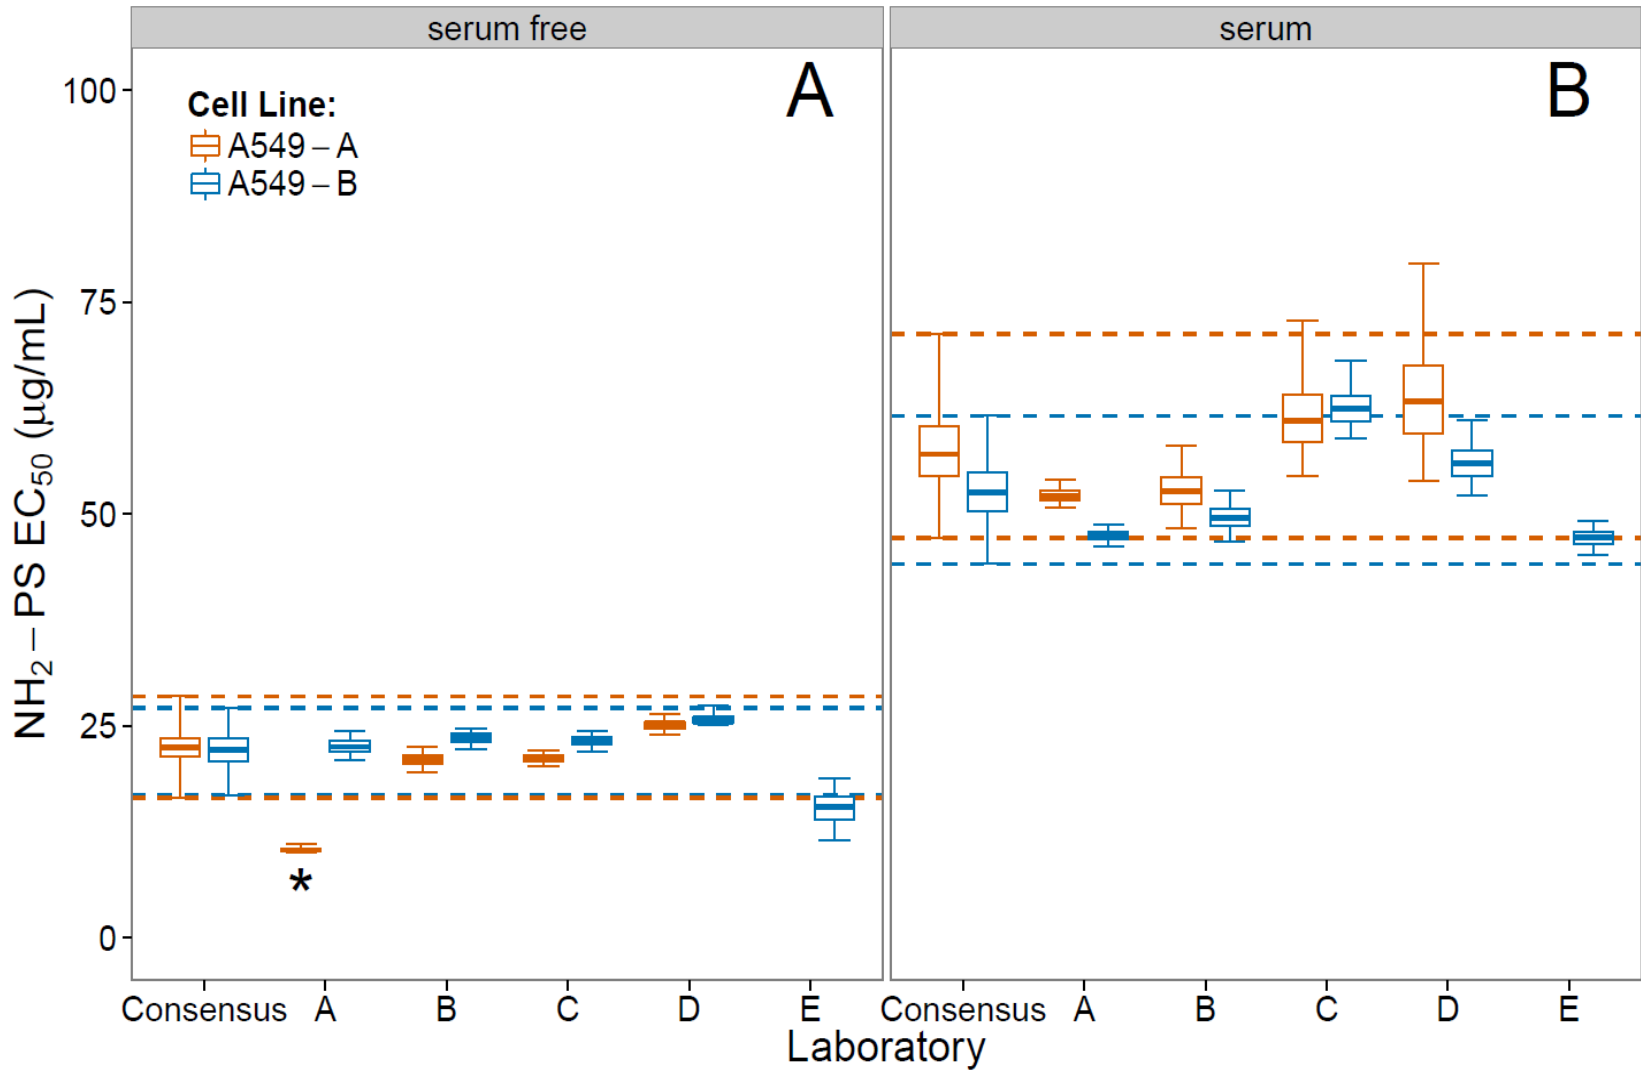 serum free
serum
A
B
Cell Line:
A549 – A
A549 – B
NH₂ – PS EC₅₀ (µg/mL)
100
75
50
25
0
Consensus A B C D E
Consensus A B C D E
*
Laboratory